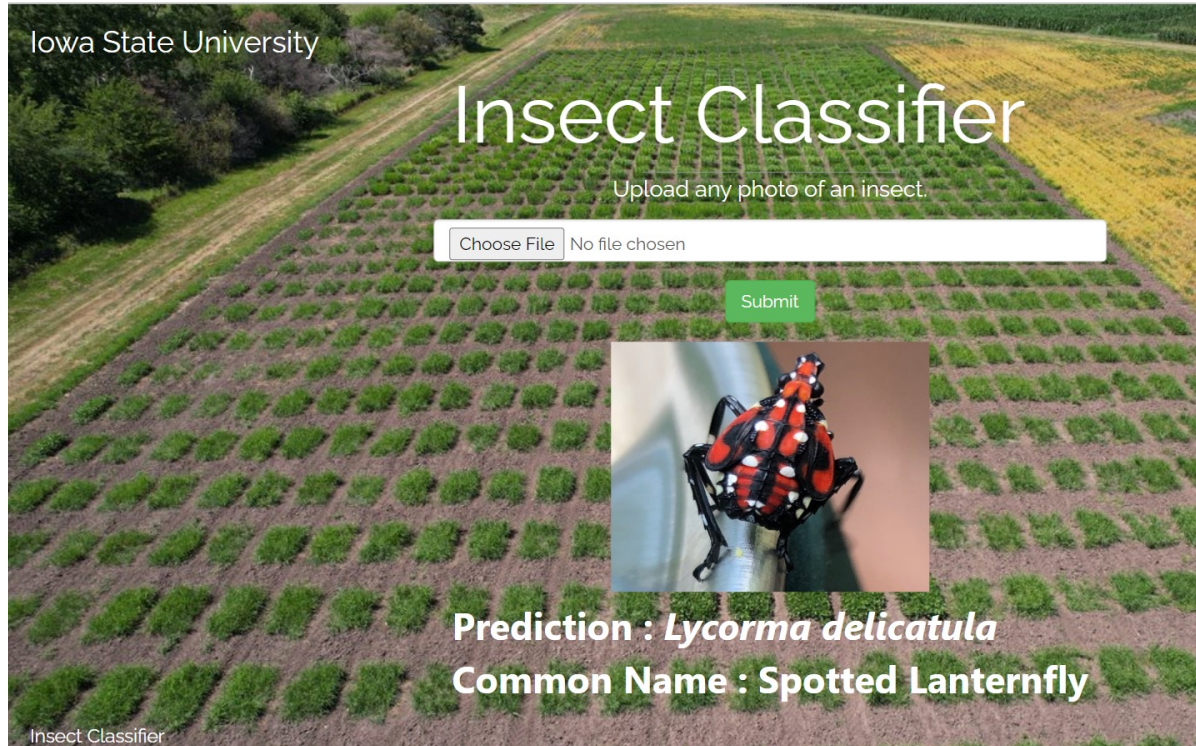 Iowa State University
Insect Classifier
Upload any photo of an insect.
Choose File No file chosen
Submit
Prediction : Lycorma delicatula
Common Name : Spotted Lanternfly
Insect Classifier